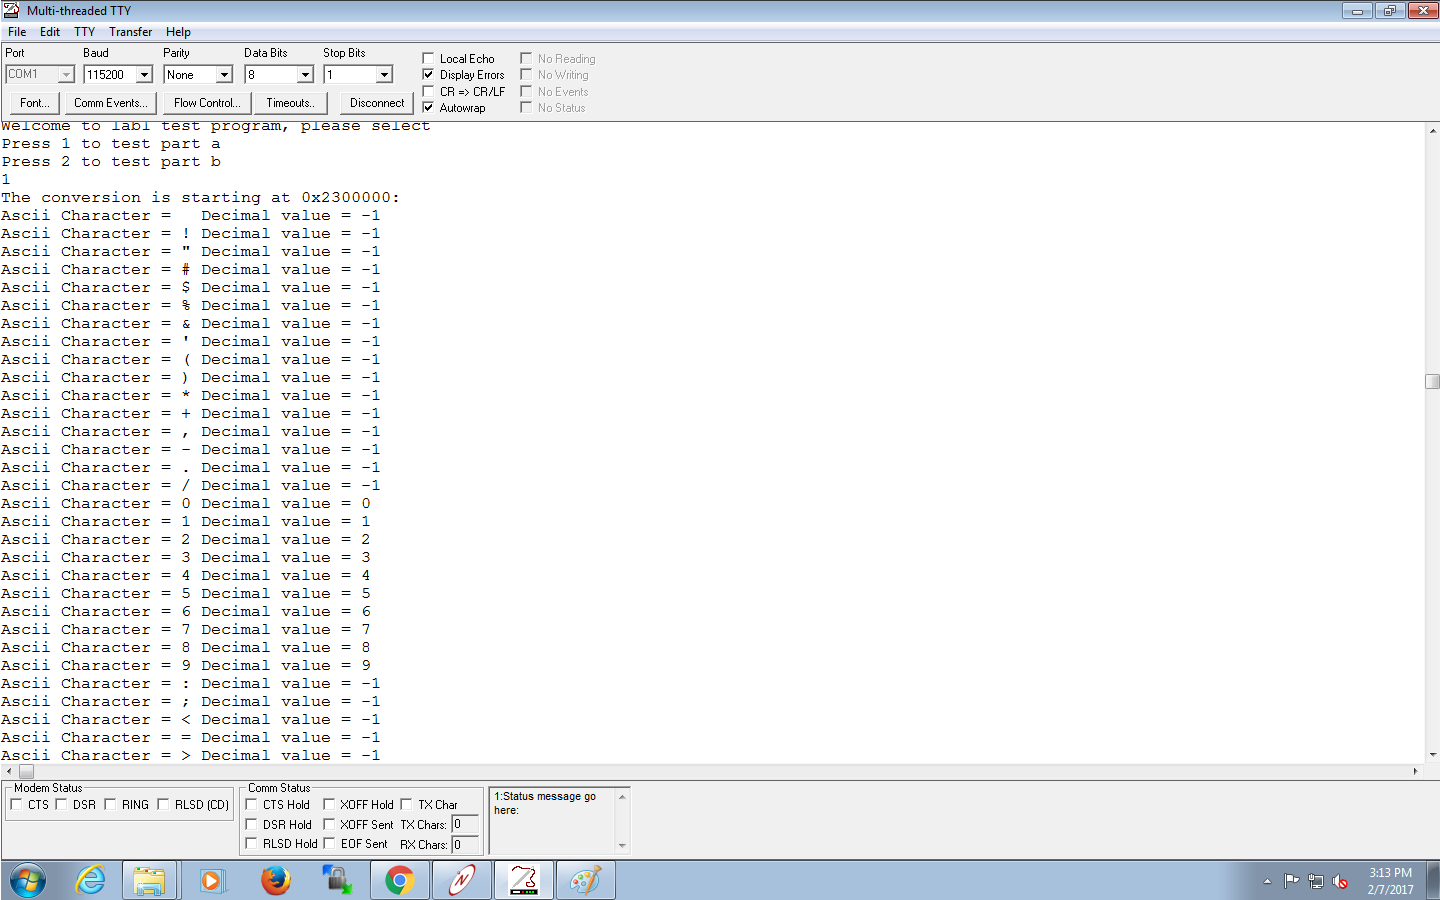 Multi-threaded TTY
File Edit TTY Transfer Help
Port Baud Parity Data Bits Stop Bits
COM1 115200 None 8 1
Local Echo No Reading
Display Errors No Writing
CR => CR/LF No Events
Autowrap No Status
Font... Comm Events... Flow Control... Timeouts.. Disconnect
Welcome to lab1 test program, please select
Press 1 to test part a
Press 2 to test part b
1
The conversion is starting at 0x2300000:
Ascii Character =   Decimal value = -1
Ascii Character = ! Decimal value = -1
Ascii Character = " Decimal value = -1
Ascii Character = # Decimal value = -1
Ascii Character = $ Decimal value = -1
Ascii Character = % Decimal value = -1
Ascii Character = & Decimal value = -1
Ascii Character = ' Decimal value = -1
Ascii Character = ( Decimal value = -1
Ascii Character = ) Decimal value = -1
Ascii Character = * Decimal value = -1
Ascii Character = + Decimal value = -1
Ascii Character = , Decimal value = -1
Ascii Character = - Decimal value = -1
Ascii Character = . Decimal value = -1
Ascii Character = / Decimal value = -1
Ascii Character = 0 Decimal value = 0
Ascii Character = 1 Decimal value = 1
Ascii Character = 2 Decimal value = 2
Ascii Character = 3 Decimal value = 3
Ascii Character = 4 Decimal value = 4
Ascii Character = 5 Decimal value = 5
Ascii Character = 6 Decimal value = 6
Ascii Character = 7 Decimal value = 7
Ascii Character = 8 Decimal value = 8
Ascii Character = 9 Decimal value = 9
Ascii Character = : Decimal value = -1
Ascii Character = ; Decimal value = -1
Ascii Character = < Decimal value = -1
Ascii Character = = Decimal value = -1
Ascii Character = > Decimal value = -1
Modem Status
CTS DSR RING RLSD (CD)
Comm Status
CTS Hold XOFF Hold TX Char
DSR Hold XOFF Sent TX Chars: 0
RLSD Hold EOF Sent RX Chars: 0
1:Status message go
here:
3:13 PM
2/7/2017